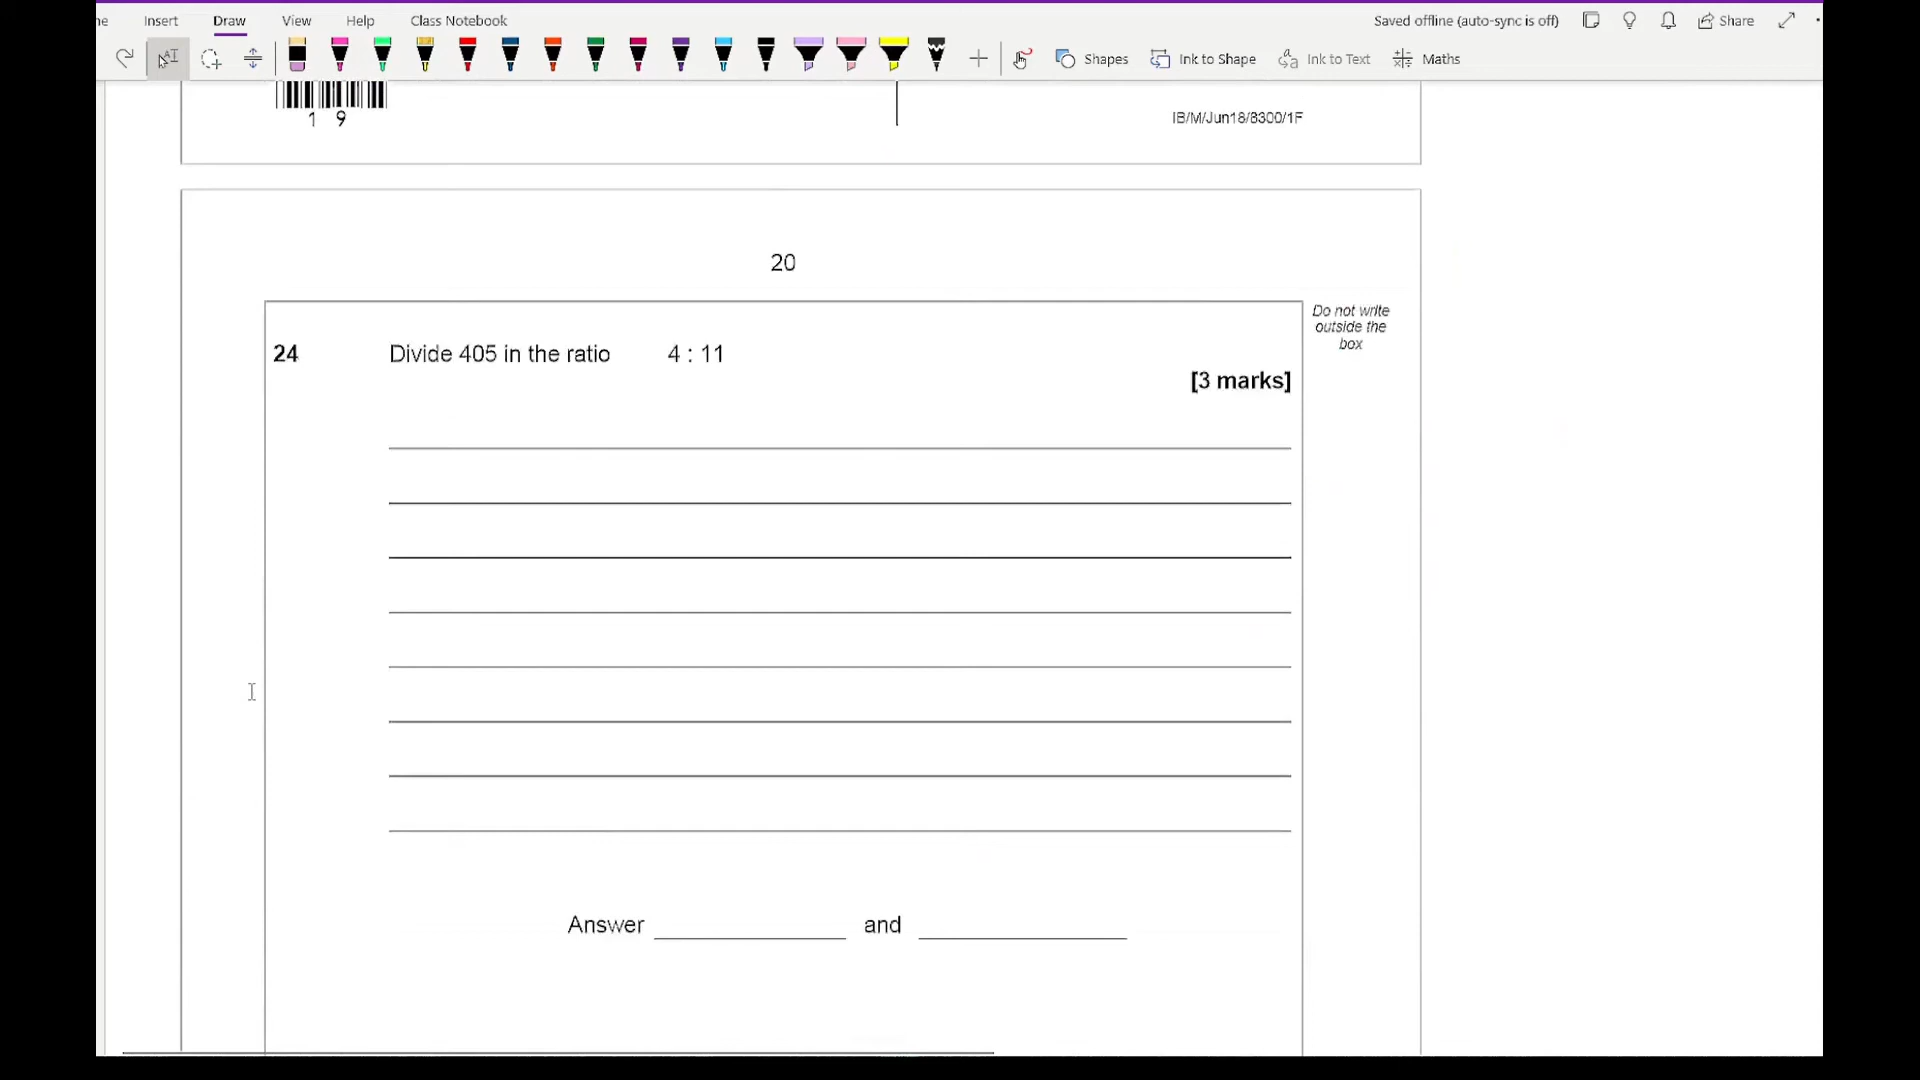 Insert Draw View Help Class Notebook Saved offline (auto-sync is off) Share
Shapes Ink to Shape Ink to Text Maths
1 9
IB/M/Jun18/8300/1F
20
Do not write
outside the
box
24 Divide 405 in the ratio 4 : 11
[3 marks]
Answer and